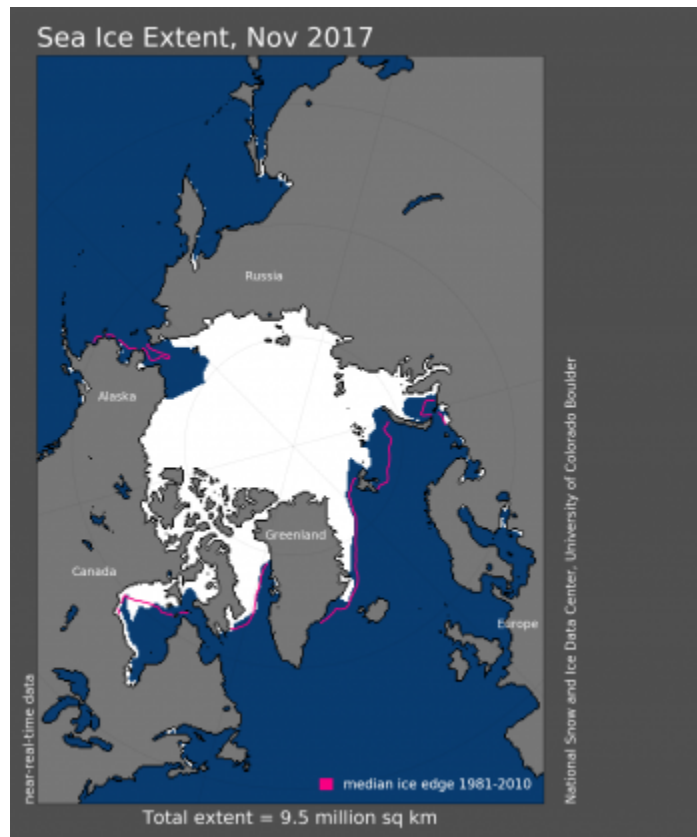 Sea Ice Extent, Nov 2017
Russia
Alaska
Greenland
Canada
Europe
near-real-time data
National Snow and Ice Data Center, University of Colorado Boulder
median ice edge 1981-2010
Total extent = 9.5 million sq km